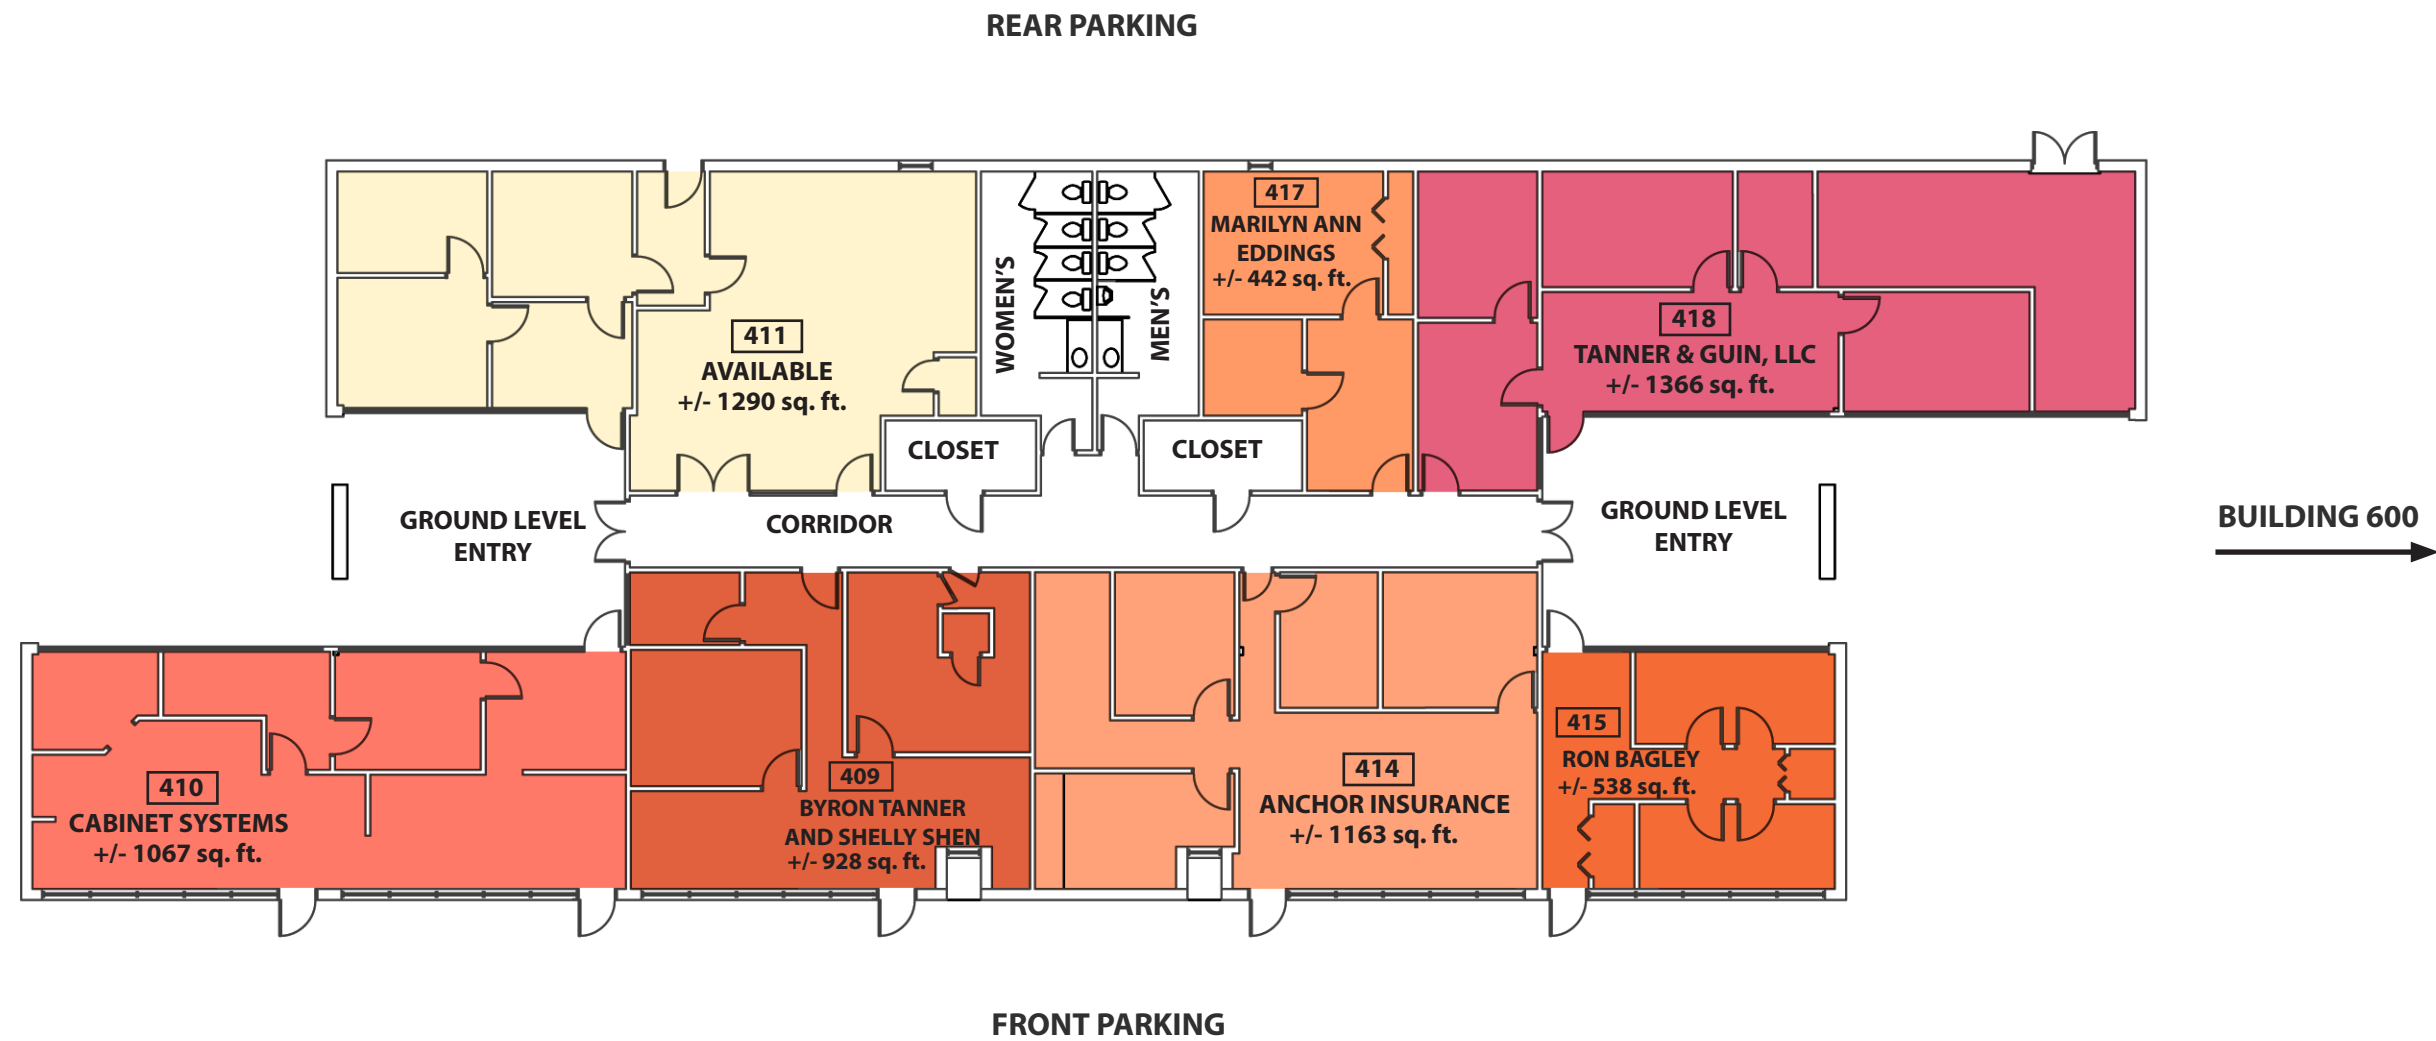 REAR PARKING
411
AVAILABLE
+/- 1290 sq. ft.
WOMEN'S
MEN'S
417
MARILYN ANN
EDDINGS
+/- 442 sq. ft.
418
TANNER & GUIN, LLC
+/- 1366 sq. ft.
CLOSET
CLOSET
GROUND LEVEL
ENTRY
CORRIDOR
GROUND LEVEL
ENTRY
BUILDING 600
410
CABINET SYSTEMS
+/- 1067 sq. ft.
409
BYRON TANNER
AND SHELLY SHEN
+/- 928 sq. ft.
414
ANCHOR INSURANCE
+/- 1163 sq. ft.
415
RON BAGLEY
+/- 538 sq. ft.
FRONT PARKING